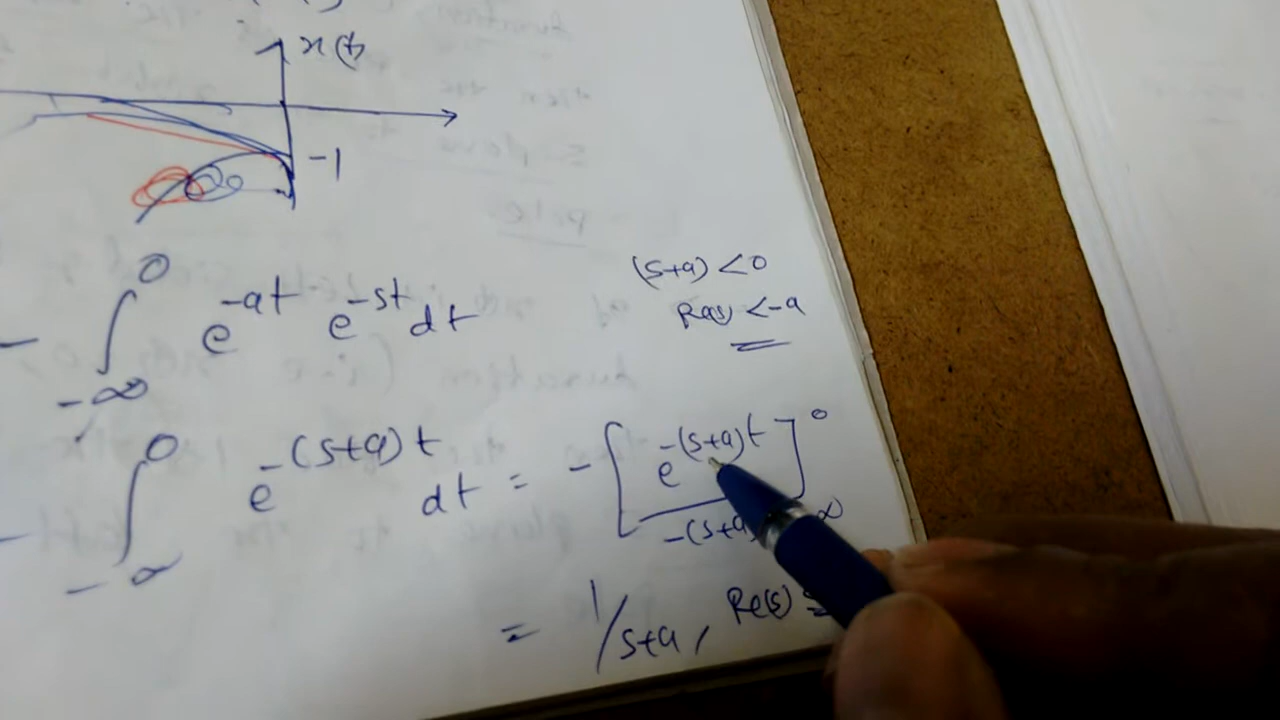 x(t)
-1
- ∫ 0 -∞ e^-at e^-st dt
(s+a) <0
Re(s) <-a
- ∫ 0 -∞ e^-(s+a)t dt = - [ e^-(s+a)t / -(s+a) ] 0 -∞
= 1/s+a , Re(s)